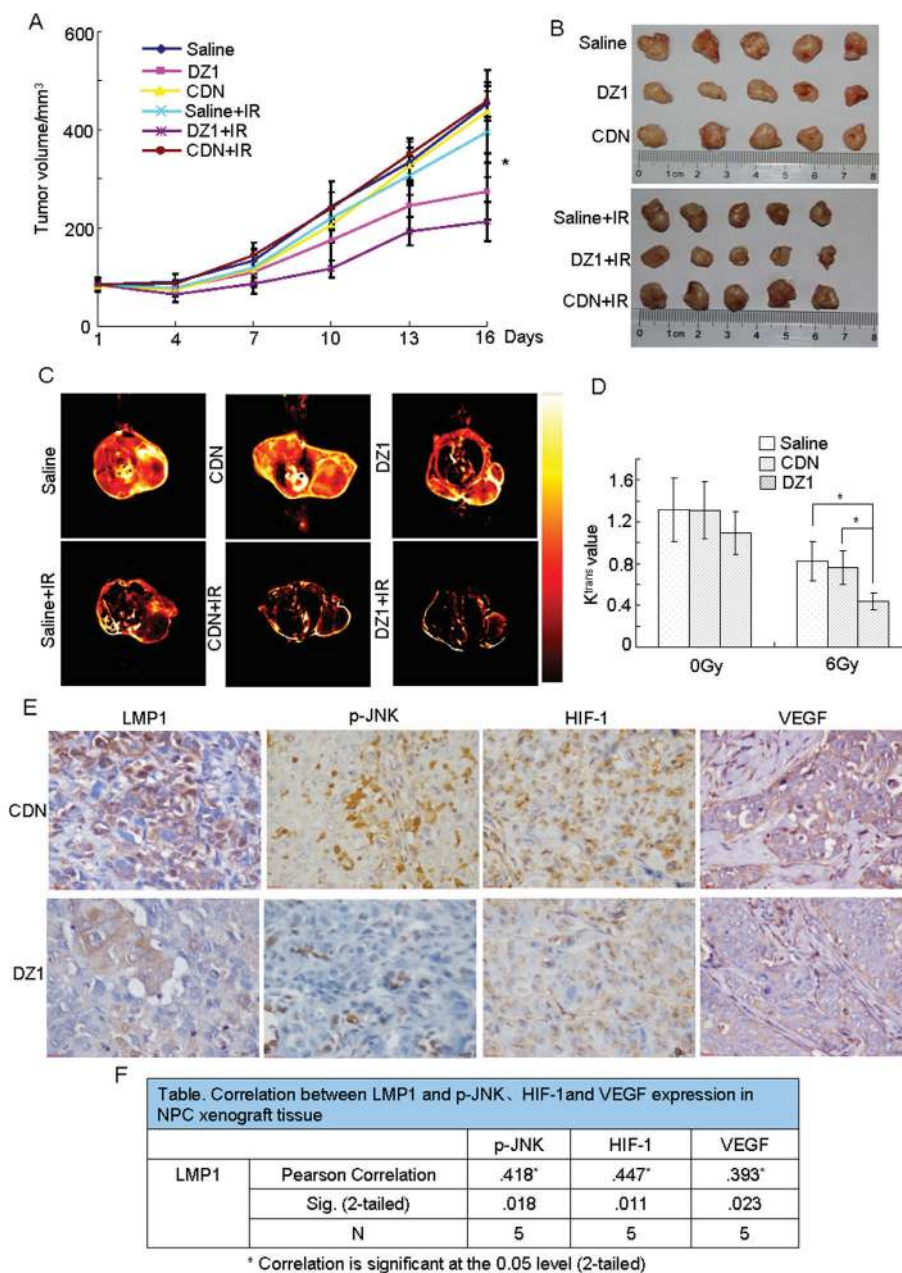 A
600
400
200
0
Tumor volume/mm³
1 4 7 10 13 16 Days
Saline
DZ1
CDN
Saline+IR
DZ1+IR
CDN+IR
*
B
Saline
DZ1
CDN
0 1cm 2 3 4 5 6 7 8
Saline+IR
DZ1+IR
CDN+IR
0 1cm 2 3 4 5 6 7 8
C
Saline
CDN
DZ1
Saline+IR
CDN+IR
DZ1+IR
D
Saline
CDN
DZ1
1.6
1.2
0.8
0.4
0
Kᵗʳᵃⁿˢ value
*
*
0Gy 6Gy
E
LMP1 p-JNK HIF-1 VEGF
CDN
DZ1
F
Table. Correlation between LMP1 and p-JNK、HIF-1and VEGF expression in
NPC xenograft tissue
p-JNK HIF-1 VEGF
LMP1 Pearson Correlation .418* .447* .393*
Sig. (2-tailed) .018 .011 .023
N 5 5 5
* Correlation is significant at the 0.05 level (2-tailed)